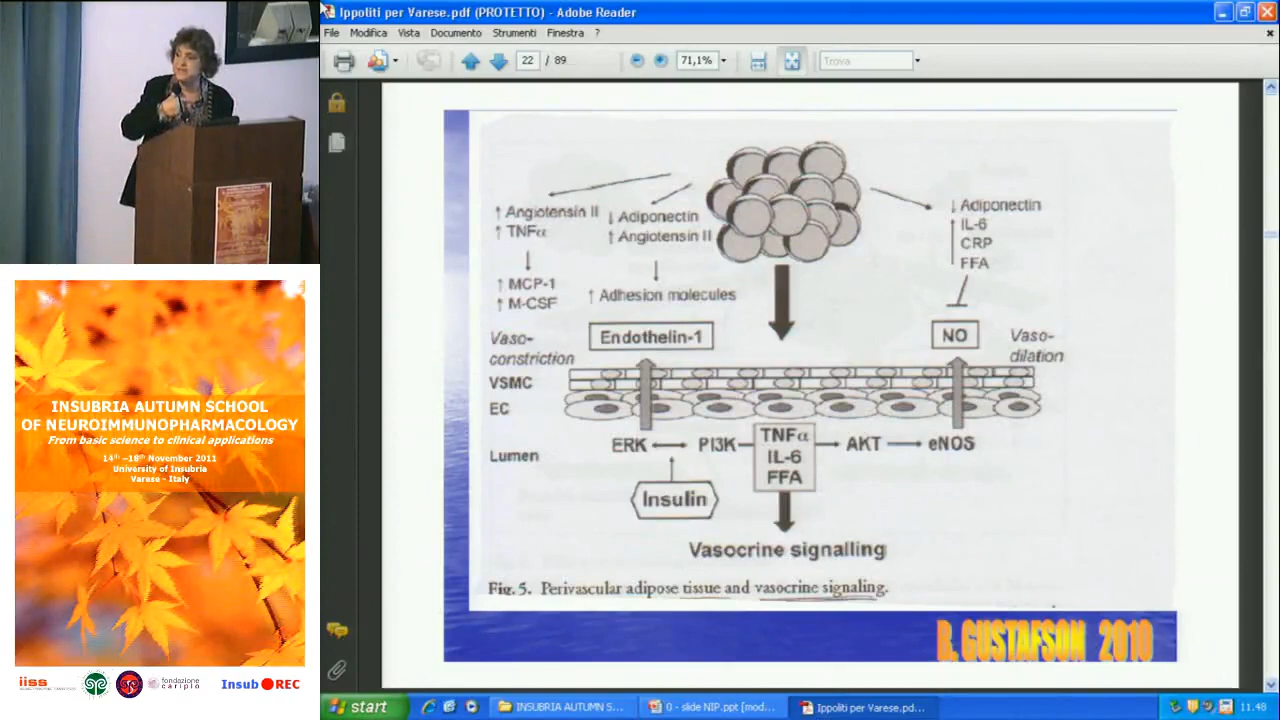 Ippoliti per Varese.pdf (PROTETTO) - Adobe Reader
File Modifica Vista Documento Strumenti Finestra ?
22 / 89 71,1% Trova
↑ Angiotensin II
↑ TNFα
↑ MCP-1
↑ M-CSF
↓ Adiponectin
↑ Angiotensin II
↑ Adhesion molecules
↓ Adiponectin
IL-6
CRP
FFA
Vaso-
constriction
Endothelin-1
NO
Vaso-
dilation
VSMC
EC
Lumen
ERK PI3K TNFα AKT eNOS
IL-6
FFA
Insulin
Vasocrine signalling
Fig. 5. Perivascular adipose tissue and vasocrine signaling.
B. GUSTAFSON 2010
INSUBRIA AUTUMN SCHOOL
OF NEUROIMMUNOPHARMACOLOGY
From basic science to clinical applications
14th –18th November 2011
University of Insubria
Varese - Italy
iiss
fondazione
cariplo
Insub REC
start INSUBRIA AUTUMN S... 0 - slide NIP.ppt [mod... Ippoliti per Varese.pd... 11.48